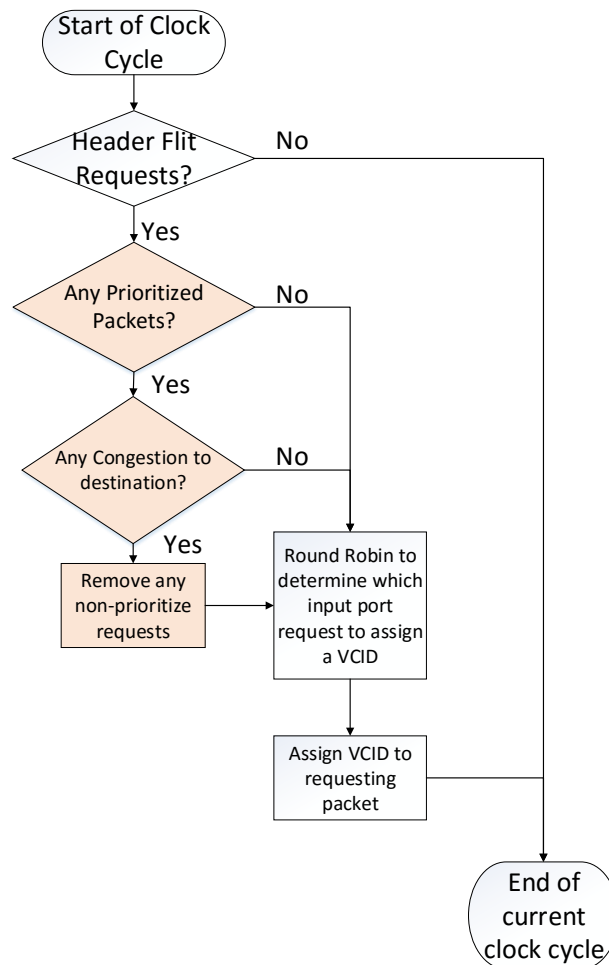 Start of Clock
Cycle
Header Flit
Requests?
No
Yes
Any Prioritized
Packets?
No
Yes
Any Congestion to
destination?
No
Yes
Remove any
non-prioritize
requests
Round Robin to
determine which
input port
request to assign
a VCID
Assign VCID to
requesting
packet
End of
current
clock cycle